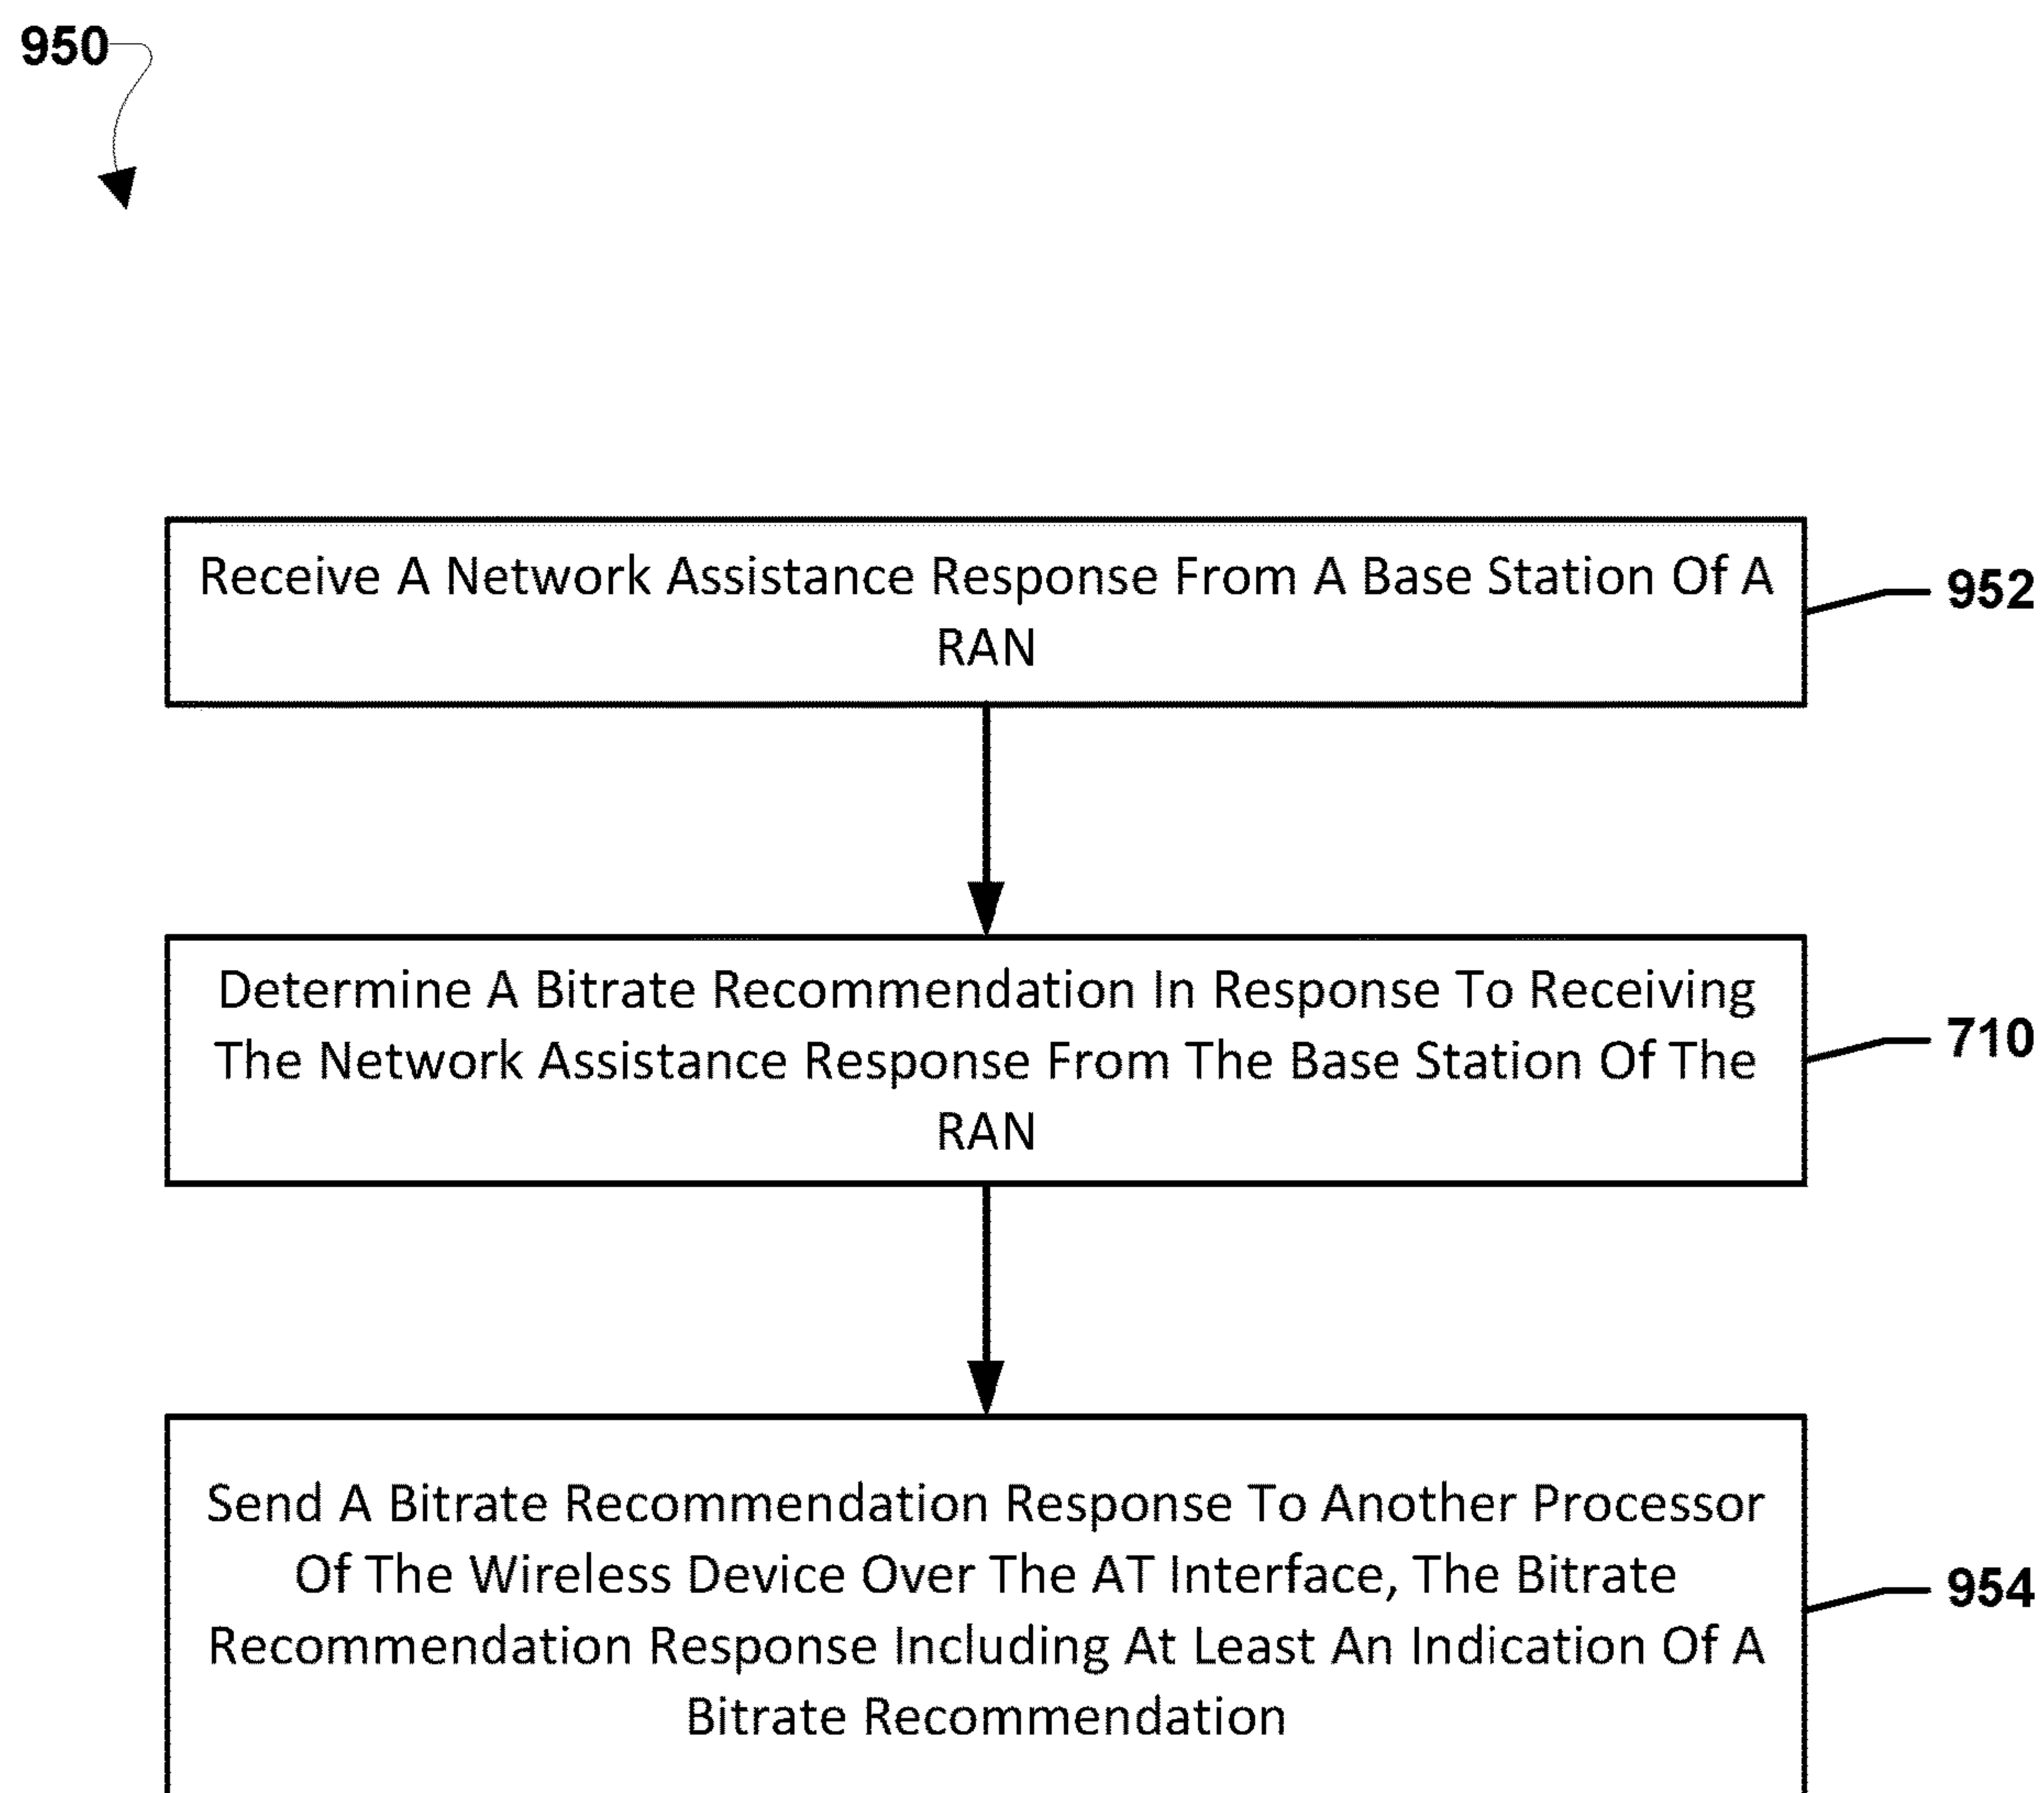 950
Receive A Network Assistance Response From A Base Station Of A
RAN
952
Determine A Bitrate Recommendation In Response To Receiving
The Network Assistance Response From The Base Station Of The
RAN
710
Send A Bitrate Recommendation Response To Another Processor
Of The Wireless Device Over The AT Interface, The Bitrate
Recommendation Response Including At Least An Indication Of A
Bitrate Recommendation
954